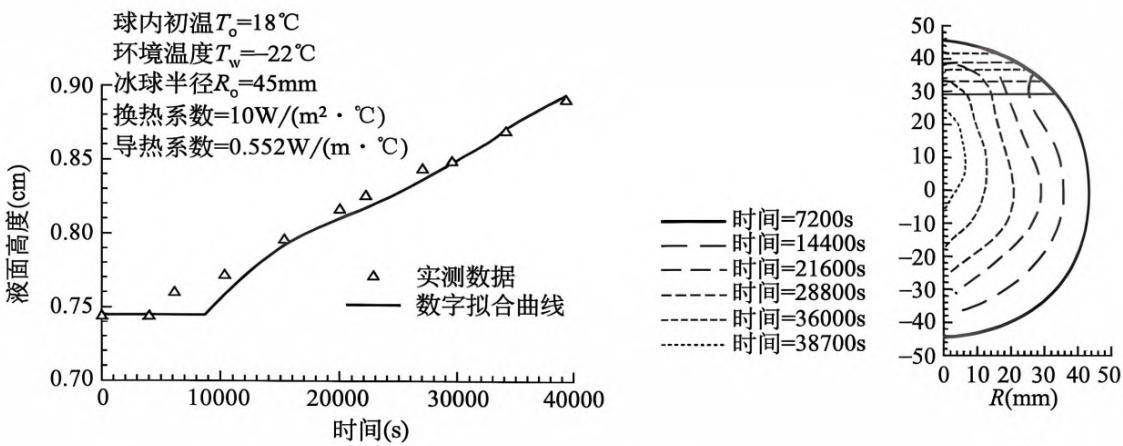 球内初温To=18℃
环境温度Tw=–22℃
冰球半径Ro=45mm
换热系数=10W/(m²・℃)
导热系数=0.552W/(m・℃)
液面高度(cm)
0.90
0.85
0.80
0.75
0.70
0 10000 20000 30000 40000
时间(s)
实测数据
数字拟合曲线
时间=7200s
时间=14400s
时间=21600s
时间=28800s
时间=36000s
时间=38700s
50
40
30
20
10
0
–10
–20
–30
–40
–50
0 10 20 30 40 50
R(mm)